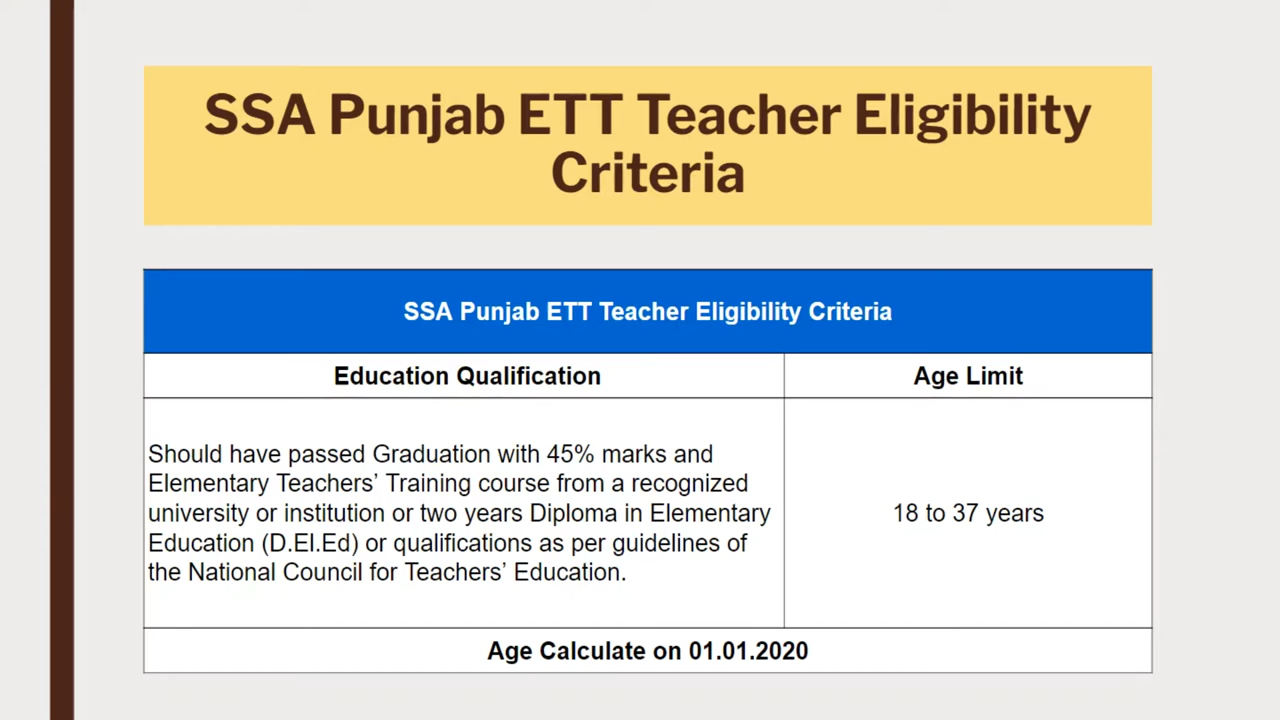 SSA Punjab ETT Teacher Eligibility
Criteria
SSA Punjab ETT Teacher Eligibility Criteria
Education Qualification
Age Limit
Should have passed Graduation with 45% marks and
Elementary Teachers’ Training course from a recognized
university or institution or two years Diploma in Elementary
Education (D.El.Ed) or qualifications as per guidelines of
the National Council for Teachers’ Education.
18 to 37 years
Age Calculate on 01.01.2020